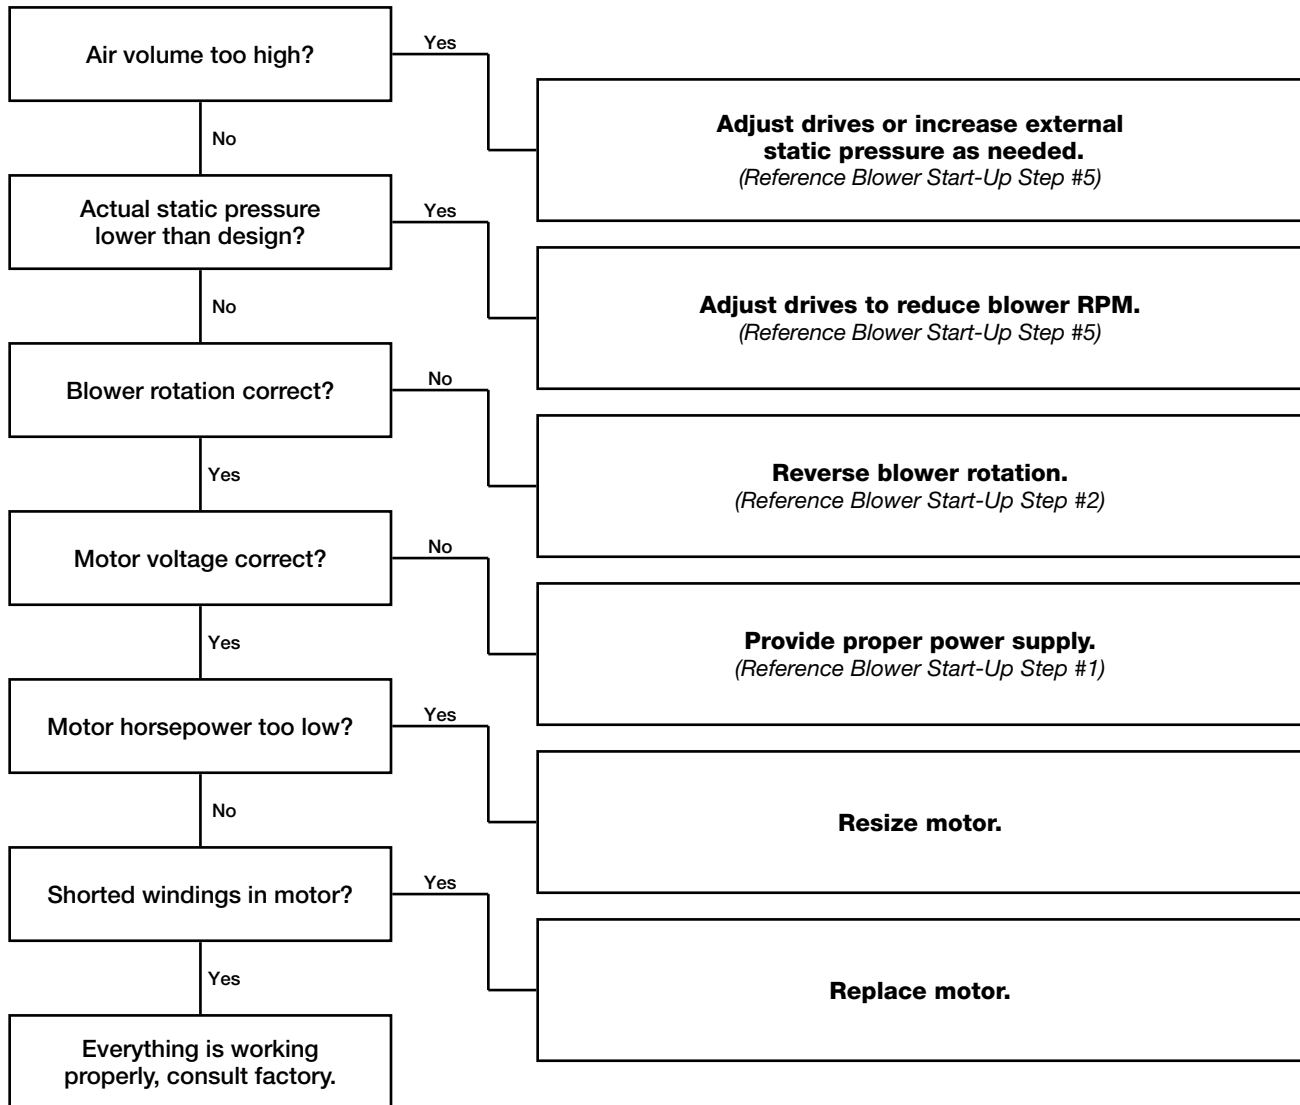 Air volume too high?
Yes
Adjust drives or increase external
static pressure as needed.
(Reference Blower Start-Up Step #5)
No
Actual static pressure
lower than design?
Yes
Adjust drives to reduce blower RPM.
(Reference Blower Start-Up Step #5)
No
Blower rotation correct?
No
Reverse blower rotation.
(Reference Blower Start-Up Step #2)
Yes
Motor voltage correct?
No
Provide proper power supply.
(Reference Blower Start-Up Step #1)
Yes
Motor horsepower too low?
Yes
Resize motor.
No
Shorted windings in motor?
Yes
Replace motor.
Yes
Everything is working
properly, consult factory.